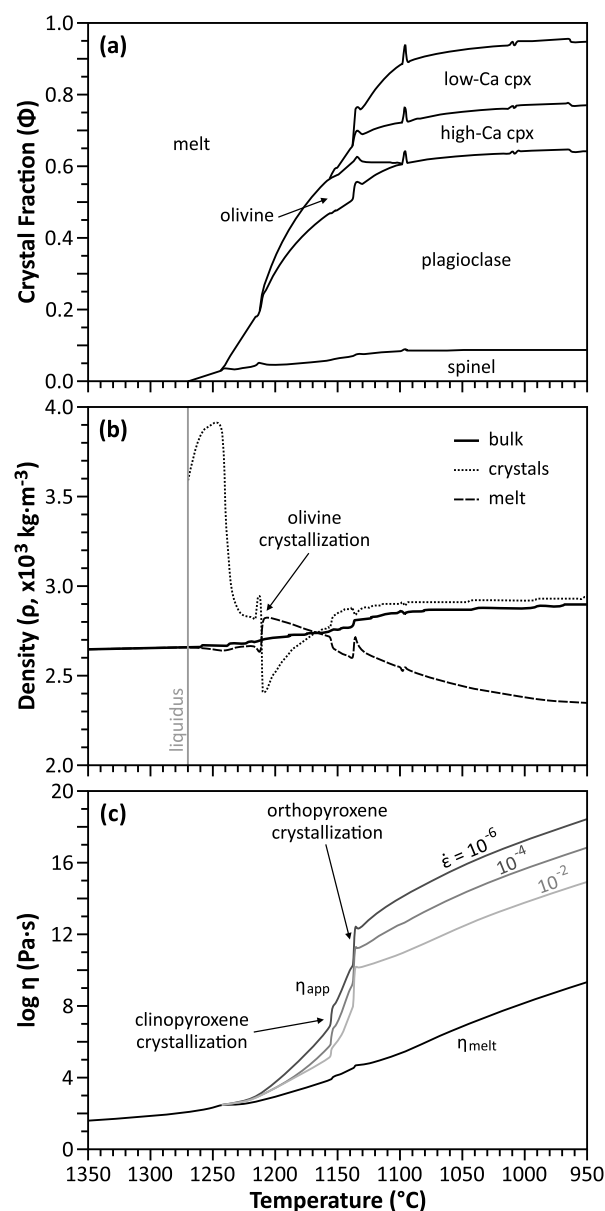 (a)
Crystal Fraction (Φ)
1.0
0.8
0.6
0.4
0.2
0.0
melt
low-Ca cpx
high-Ca cpx
olivine
plagioclase
spinel
(b)
Density (ρ, x10³ kg·m⁻³)
4.0
3.5
3.0
2.5
2.0
bulk
crystals
melt
olivine
crystallization
liquidus
(c)
log η (Pa·s)
20
16
12
8
4
0
orthopyroxene
crystallization
ε̇ = 10⁻⁶
10⁻⁴
10⁻²
ηapp
clinopyroxene
crystallization
ηmelt
1350 1300 1250 1200 1150 1100 1050 1000 950
Temperature (°C)